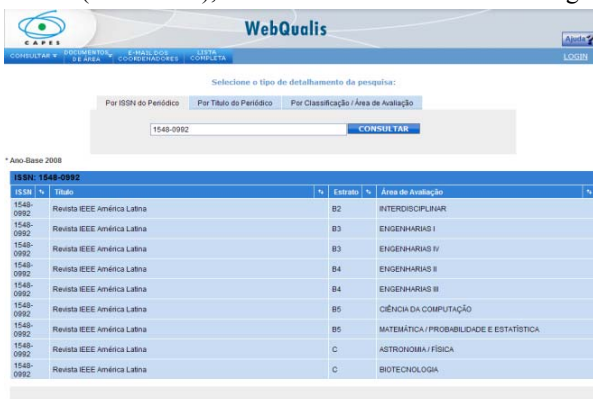 CAPES
WebQualis
Ajuda ?
CONSULTAR DOCUMENTOS DE ÁREA E-MAIL DOS COORDENADORES LISTA COMPLETA LOGIN
Selecione o tipo de detalhamento da pesquisa:
Por ISSN do Periódico Por Título do Periódico Por Classificação / Área de Avaliação
1548-0992 CONSULTAR
* Ano-Base 2008
ISSN: 1548-0992
ISSN Título Estrato Área de Avaliação
1548-0992 Revista IEEE América Latina B2 INTERDISCIPLINAR
1548-0992 Revista IEEE América Latina B3 ENGENHARIAS I
1548-0992 Revista IEEE América Latina B3 ENGENHARIAS IV
1548-0992 Revista IEEE América Latina B4 ENGENHARIAS II
1548-0992 Revista IEEE América Latina B4 ENGENHARIAS III
1548-0992 Revista IEEE América Latina B5 CIÊNCIA DA COMPUTAÇÃO
1548-0992 Revista IEEE América Latina B5 MATEMÁTICA / PROBABILIDADE E ESTATÍSTICA
1548-0992 Revista IEEE América Latina C ASTRONOMIA / FÍSICA
1548-0992 Revista IEEE América Latina C BIOTECNOLOGIA